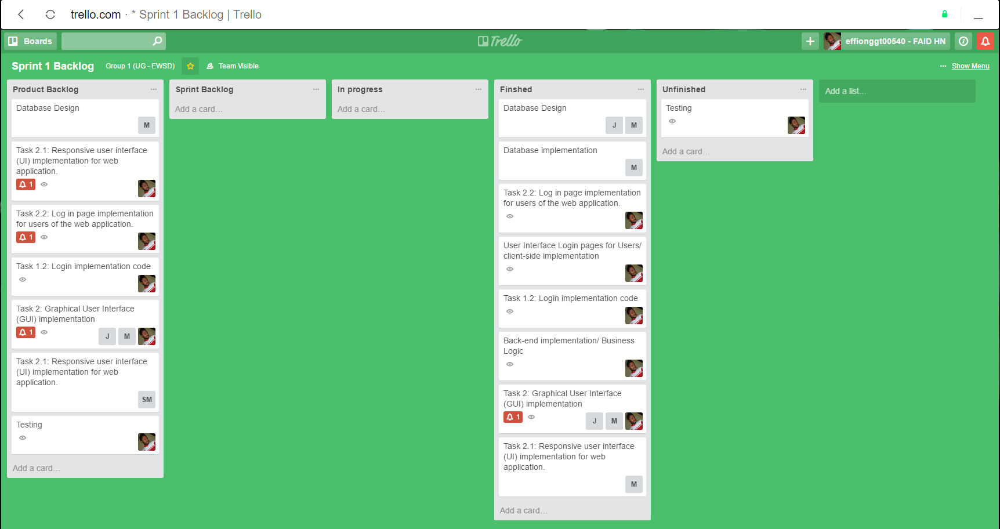 trello.com · * Sprint 1 Backlog | Trello
Boards
Trello
effionggt00540 - FAID HN
Sprint 1 Backlog
Group 1 (UG - EWSD)
Team Visible
... Show Menu
Product Backlog
Database Design
M
Task 2.1: Responsive user interface
(UI) implementation for web
application.
1
Task 2.2: Log in page implementation
for users of the web application.
1
Task 1.2: Login implementation code
Task 2: Graphical User Interface
(GUI) implementation
1
J M
Task 2.1: Responsive user interface
(UI) implementation for web
application.
SM
Testing
Add a card...
Sprint Backlog
Add a card...
In progress
Add a card...
Finshed
Database Design
J M
Database implementation
M
Task 2.2: Log in page implementation
for users of the web application.
User Interface Login pages for Users/
client-side implementation
Task 1.2: Login implementation code
Back-end implementation/ Business
Logic
Task 2: Graphical User Interface
(GUI) implementation
1
J M
Task 2.1: Responsive user interface
(UI) implementation for web
application.
M
Add a card...
Unfinished
Testing
Add a card...
Add a list...